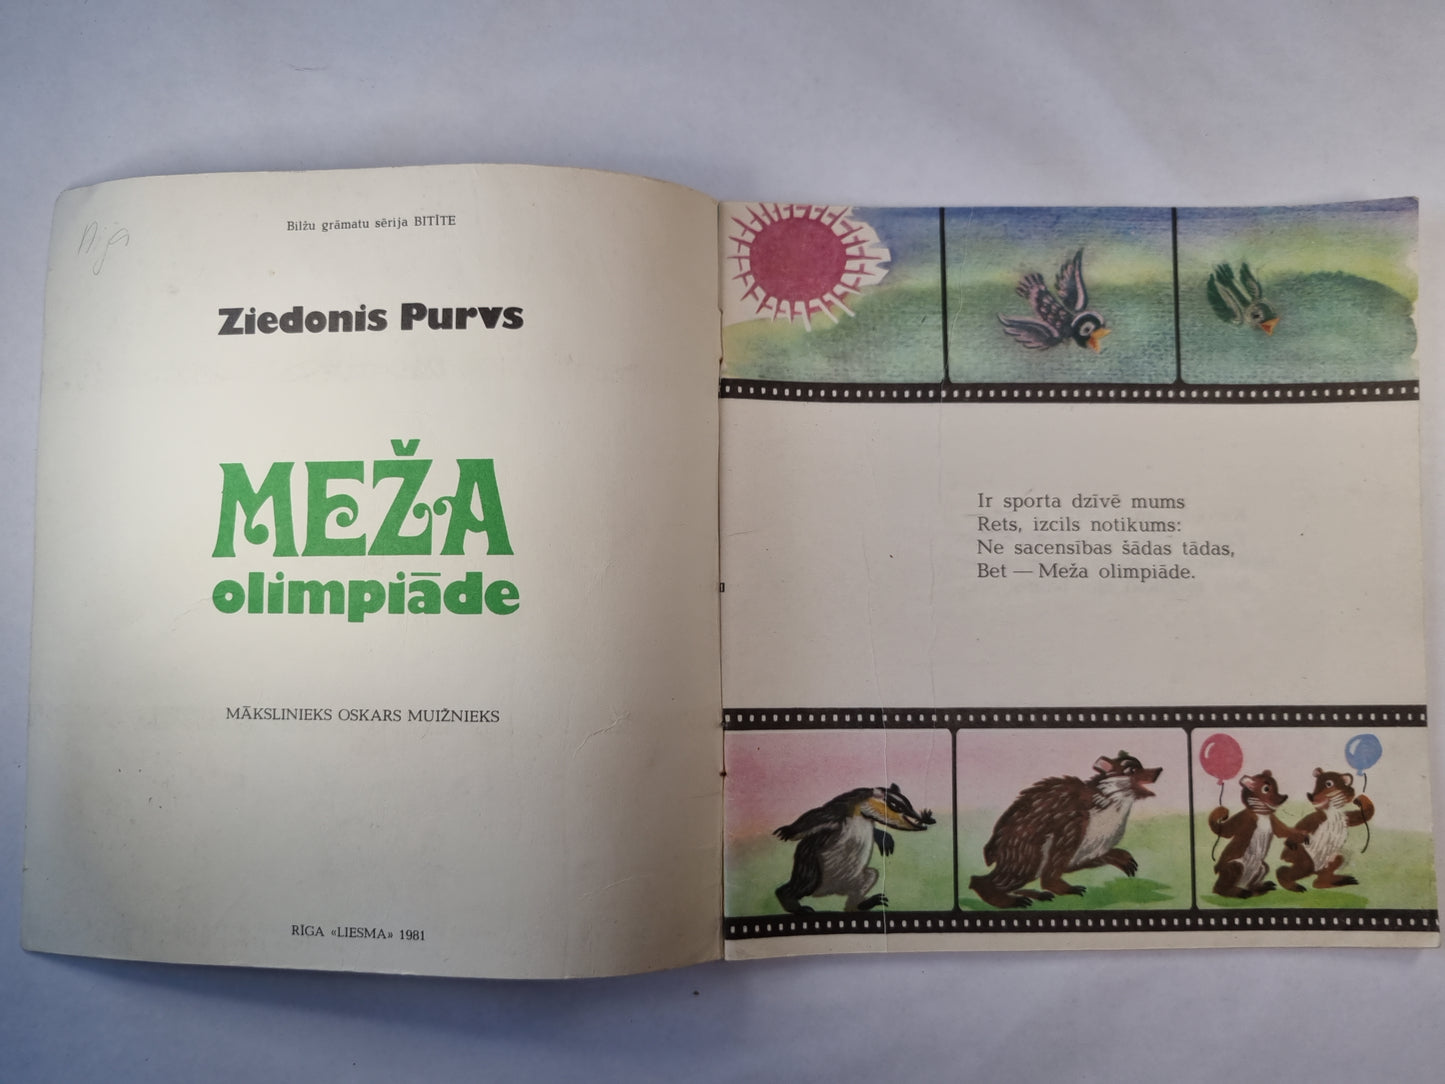 Bilžu grāmatu sērija BITĪTE
Ziedonis Purvs
MEŽA
olimpiāde
MĀKSLINIEKS OSKARS MUIŽNIEKS
RĪGA «LIESMA» 1981
Ir sporta dzīvē mums
Rets, izcils notikums:
Ne sacensības šādas tādas,
Bet — Meža olimpiāde.